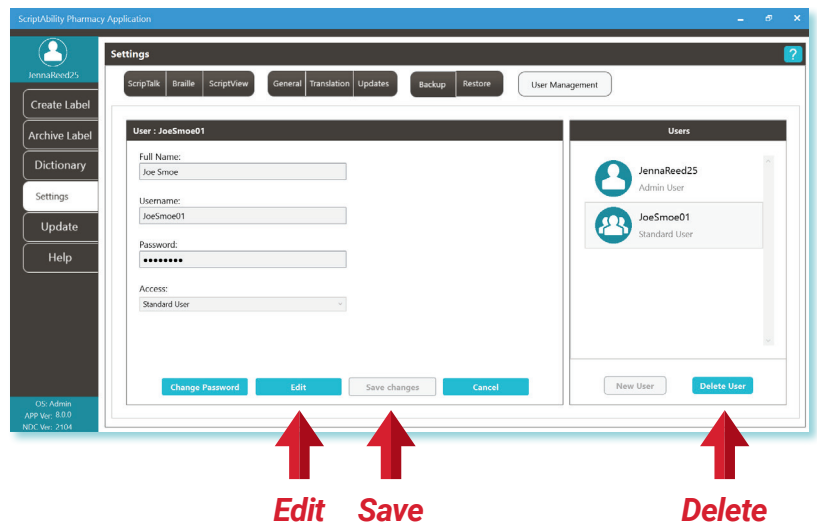 ScriptAbility Pharmacy Application
JennaReed25
Create Label
Archive Label
Dictionary
Settings
Update
Help
OS: Admin
APP Ver: 8.0.0
NDC Ver: 2104
Settings
?
ScripTalk Braille ScriptView General Translation Updates Backup Restore User Management
User : JoeSmoe01
Full Name:
Joe Smoe
Username:
JoeSmoe01
Password:
••••••••
Access:
Standard User
Change Password Edit Save changes Cancel
Users
JennaReed25
Admin User
JoeSmoe01
Standard User
New User Delete User
Edit Save Delete